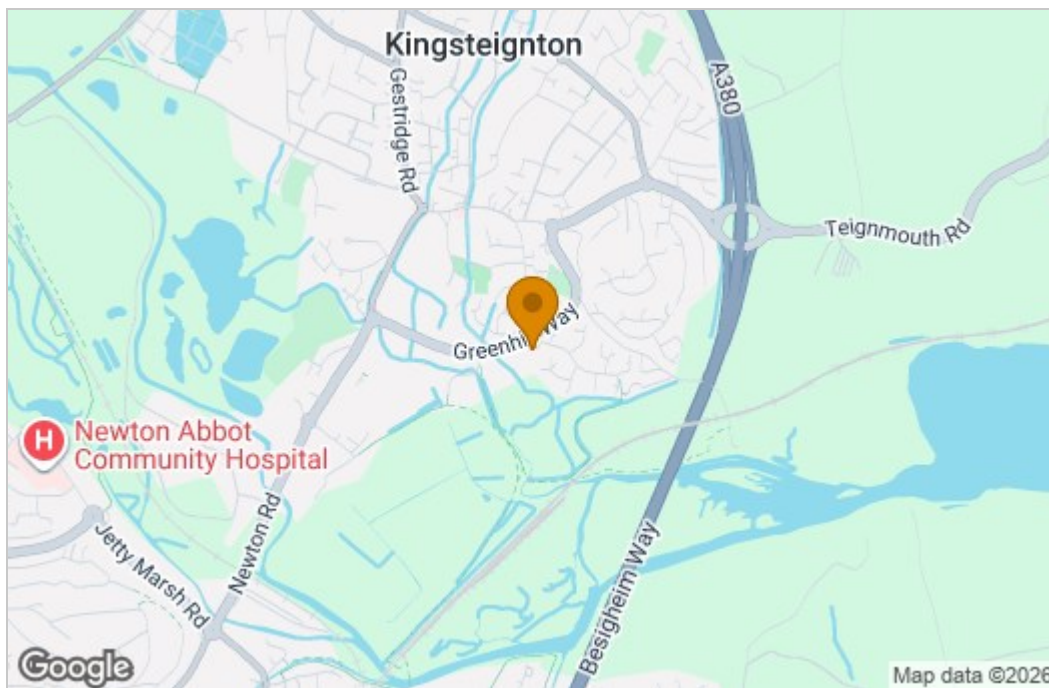 Kingsteignton
Gestridge Rd
A380
Teignmouth Rd
Greenhill Way
H
Newton Abbot
Community Hospital
Newton Rd
Jetty Marsh Rd
Besigheim Way
Google
Map data ©2026